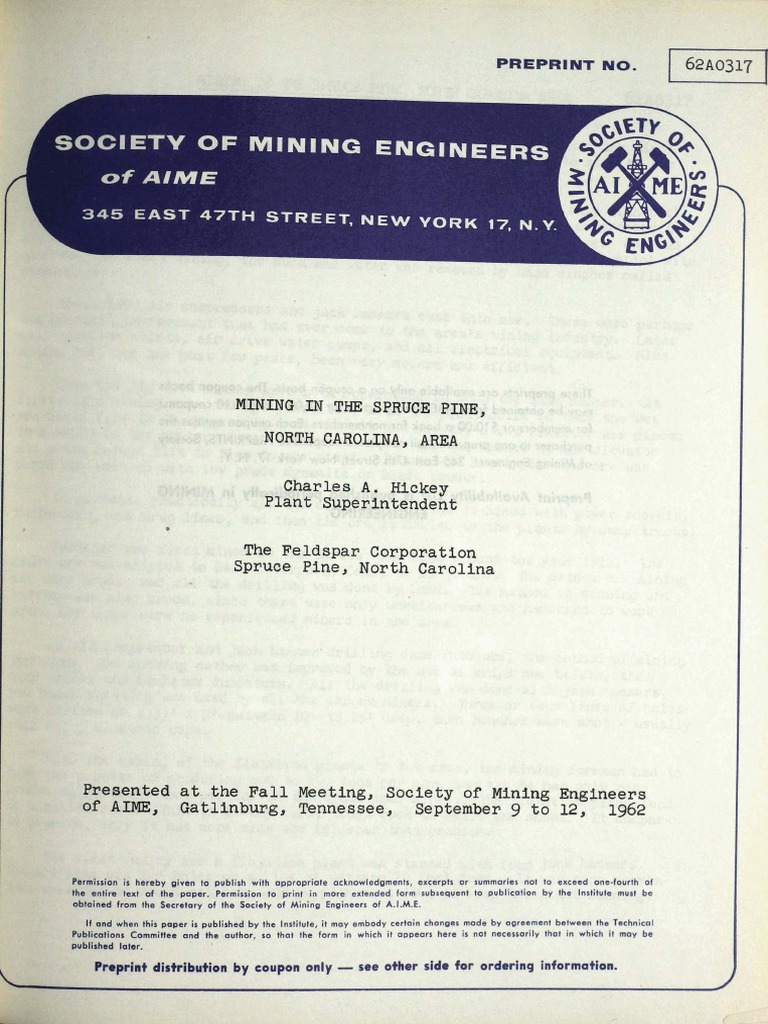 PREPRINT NO. 62A0317
SOCIETY OF MINING ENGINEERS
of AIME
345 EAST 47TH STREET, NEW YORK 17, N.Y.
SOCIETY OF
MINING ENGINEERS
AI ME
MINING IN THE SPRUCE PINE,
NORTH CAROLINA, AREA
Charles A. Hickey
Plant Superintendent
The Feldspar Corporation
Spruce Pine, North Carolina
Presented at the Fall Meeting, Society of Mining Engineers
of AIME, Gatlinburg, Tennessee, September 9 to 12, 1962
Permission is hereby given to publish with appropriate acknowledgments, excerpts or summaries not to exceed one-fourth of
the entire text of the paper. Permission to print in more extended form subsequent to publication by the Institute must be
obtained from the Secretary of the Society of Mining Engineers of A.I.M.E.
If and when this paper is published by the Institute, it may embody certain changes made by agreement between the Technical
Publications Committee and the author, so that the form in which it appears here is not necessarily that in which it may be
published later.
Preprint distribution by coupon only — see other side for ordering information.